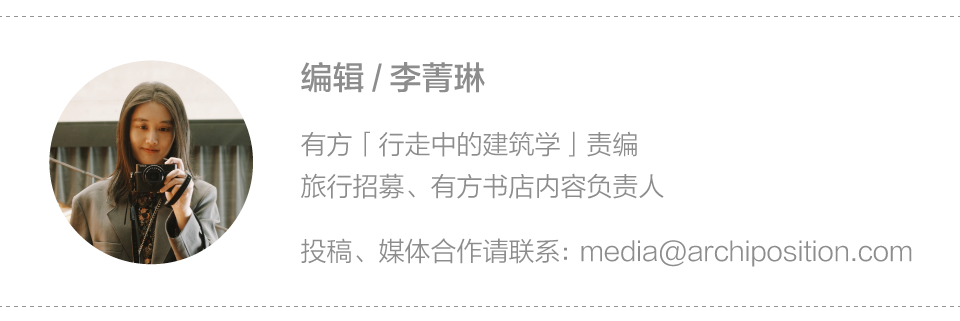 编辑 / 李菁琳
有方「行走中的建筑学」责编
旅行招募、有方书店内容负责人
投稿、媒体合作请联系：media@archiposition.com